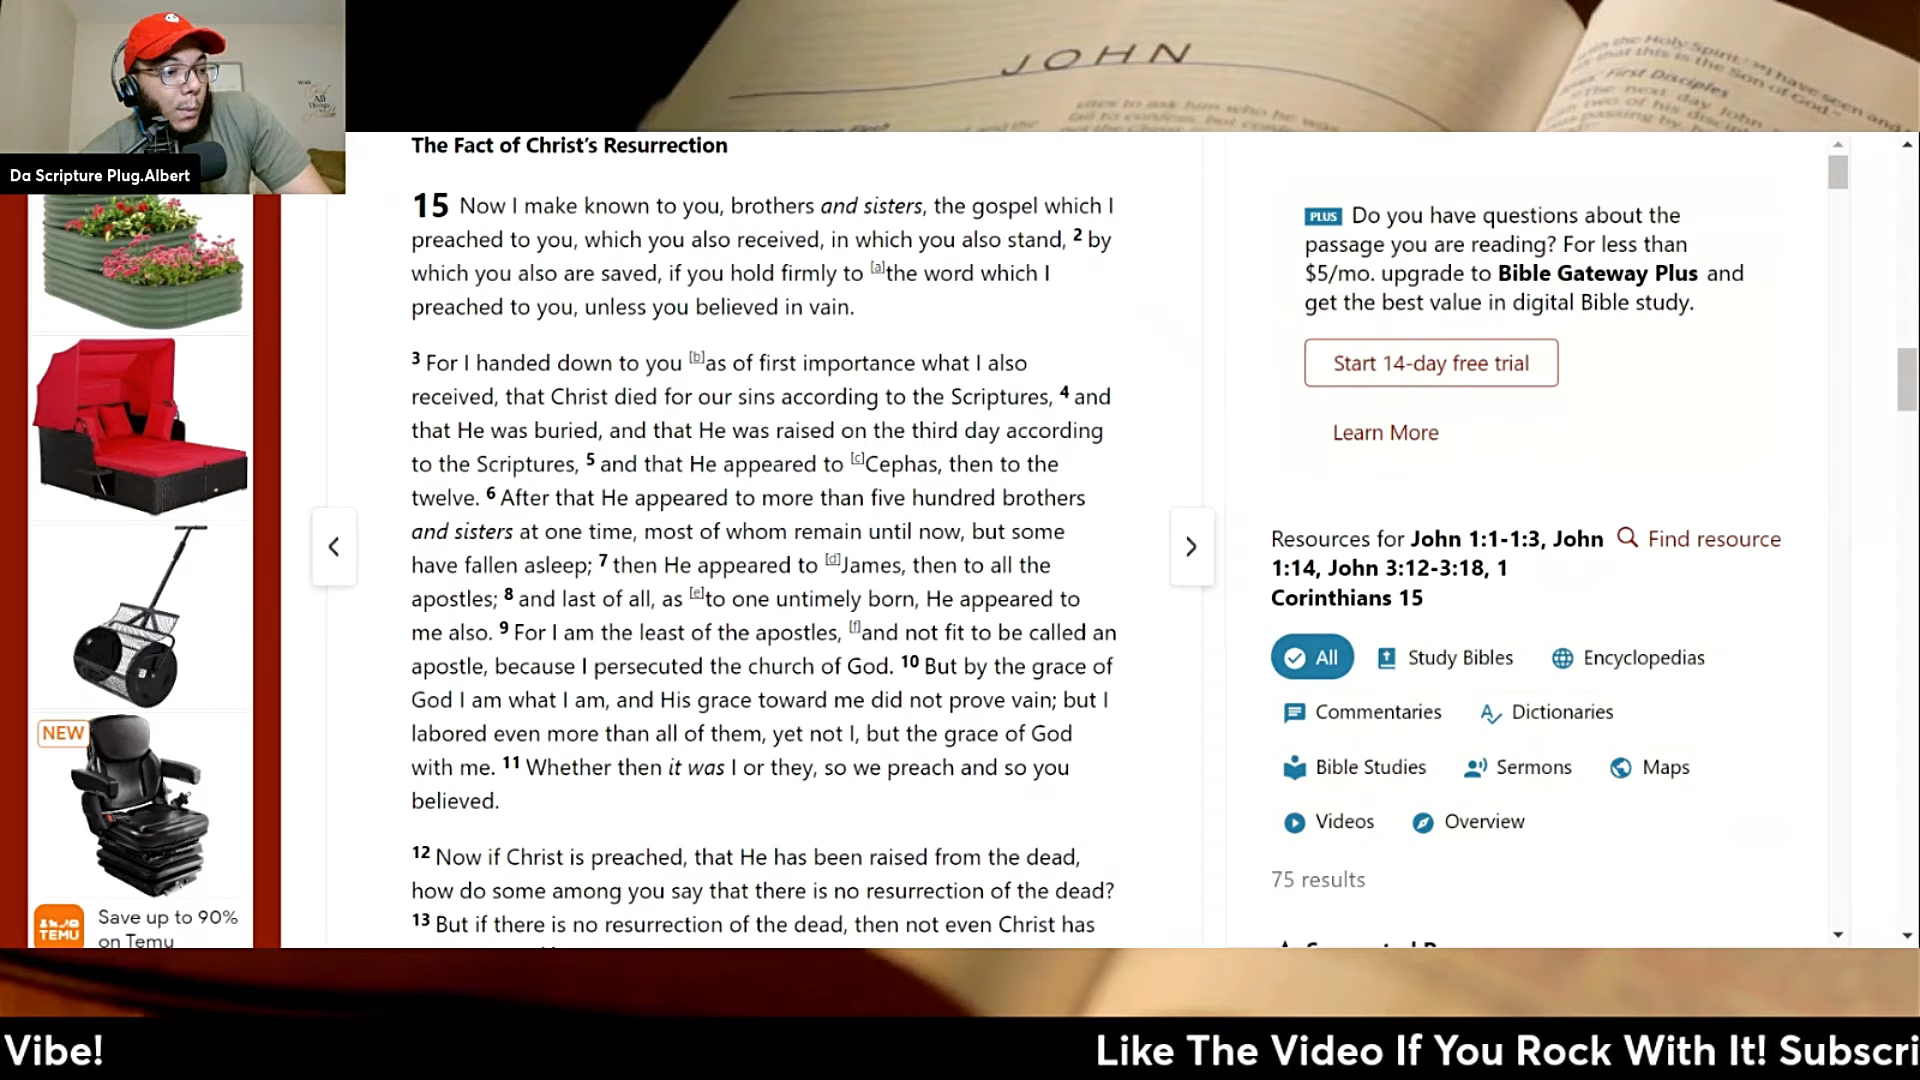 JOHN
First Disciples
Da Scripture Plug.Albert
The Fact of Christ's Resurrection
15 Now I make known to you, brothers and sisters, the gospel which I
preached to you, which you also received, in which you also stand, 2 by
which you also are saved, if you hold firmly to [a]the word which I
preached to you, unless you believed in vain.
3 For I handed down to you [b]as of first importance what I also
received, that Christ died for our sins according to the Scriptures, 4 and
that He was buried, and that He was raised on the third day according
to the Scriptures, 5 and that He appeared to [c]Cephas, then to the
twelve. 6 After that He appeared to more than five hundred brothers
and sisters at one time, most of whom remain until now, but some
have fallen asleep; 7 then He appeared to [d]James, then to all the
apostles; 8 and last of all, as [e]to one untimely born, He appeared to
me also. 9 For I am the least of the apostles, [f]and not fit to be called an
apostle, because I persecuted the church of God. 10 But by the grace of
God I am what I am, and His grace toward me did not prove vain; but I
labored even more than all of them, yet not I, but the grace of God
with me. 11 Whether then it was I or they, so we preach and so you
believed.
12 Now if Christ is preached, that He has been raised from the dead,
how do some among you say that there is no resurrection of the dead?
13 But if there is no resurrection of the dead, then not even Christ has
PLUS Do you have questions about the
passage you are reading? For less than
$5/mo. upgrade to Bible Gateway Plus and
get the best value in digital Bible study.
Start 14-day free trial
Learn More
Resources for John 1:1-1:3, John
1:14, John 3:12-3:18, 1
Corinthians 15
Find resource
All Study Bibles Encyclopedias
Commentaries Dictionaries
Bible Studies Sermons Maps
Videos Overview
75 results
NEW
TEMU
Save up to 90%
on Temu
Vibe!
Like The Video If You Rock With It! Subscri